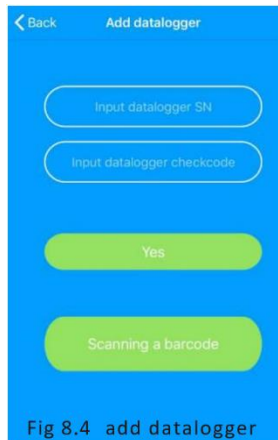 Back Add datalogger
Input datalogger SN
Input datalogger checkcode
Yes
Scanning a barcode
Fig 8.4 add datalogger